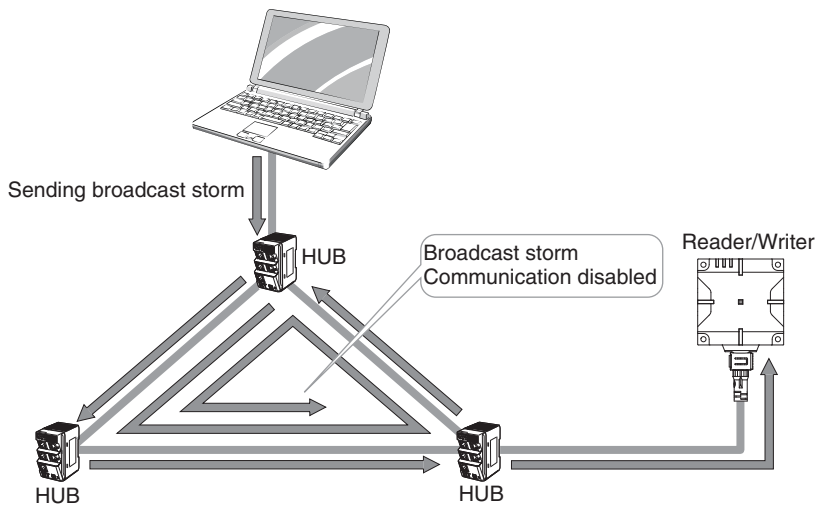 Sending broadcast storm
HUB
Broadcast storm
Communication disabled
Reader/Writer
HUB
HUB